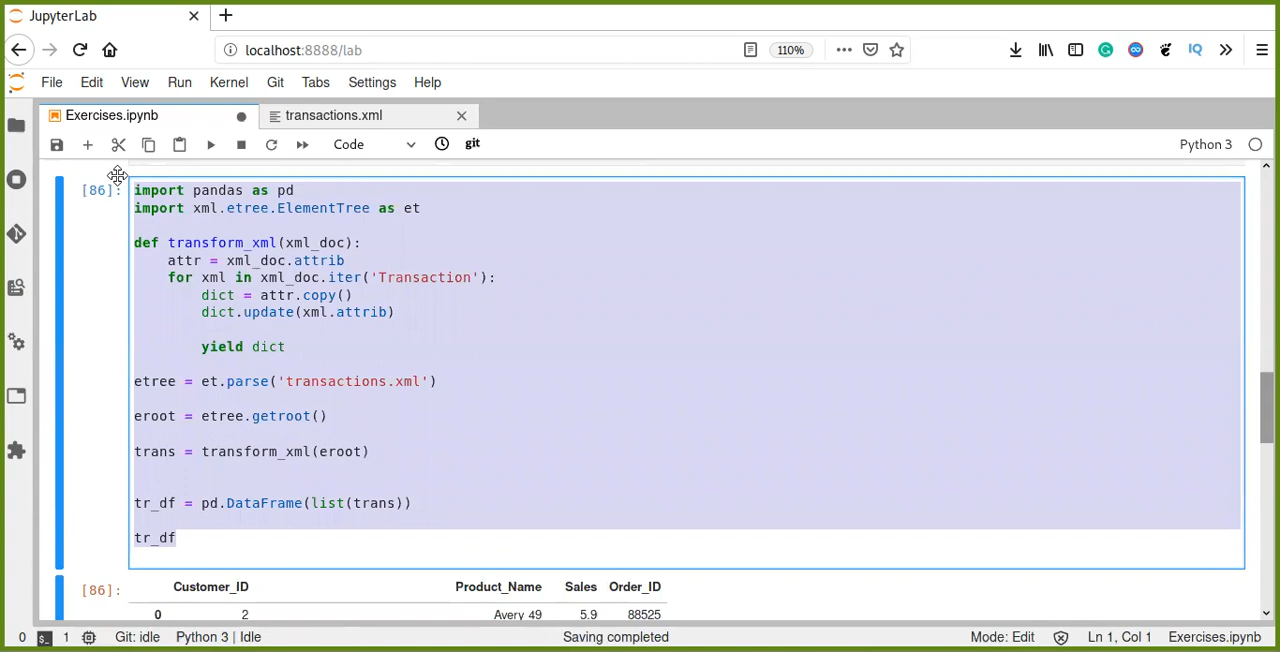 JupyterLab
localhost:8888/lab
110%
IQ
File Edit View Run Kernel Git Tabs Settings Help
Exercises.ipynb
transactions.xml
Code
git
Python 3
[86]:
import pandas as pd
import xml.etree.ElementTree as et
def transform_xml(xml_doc):
    attr = xml_doc.attrib
    for xml in xml_doc.iter('Transaction'):
        dict = attr.copy()
        dict.update(xml.attrib)
        yield dict
etree = et.parse('transactions.xml')
eroot = etree.getroot()
trans = transform_xml(eroot)
tr_df = pd.DataFrame(list(trans))
tr_df
[86]:
Customer_ID Product_Name Sales Order_ID
0 2 Avery 49 5.9 88525
0 $_ 1 Git: idle Python 3 | Idle Saving completed Mode: Edit Ln 1, Col 1 Exercises.ipynb